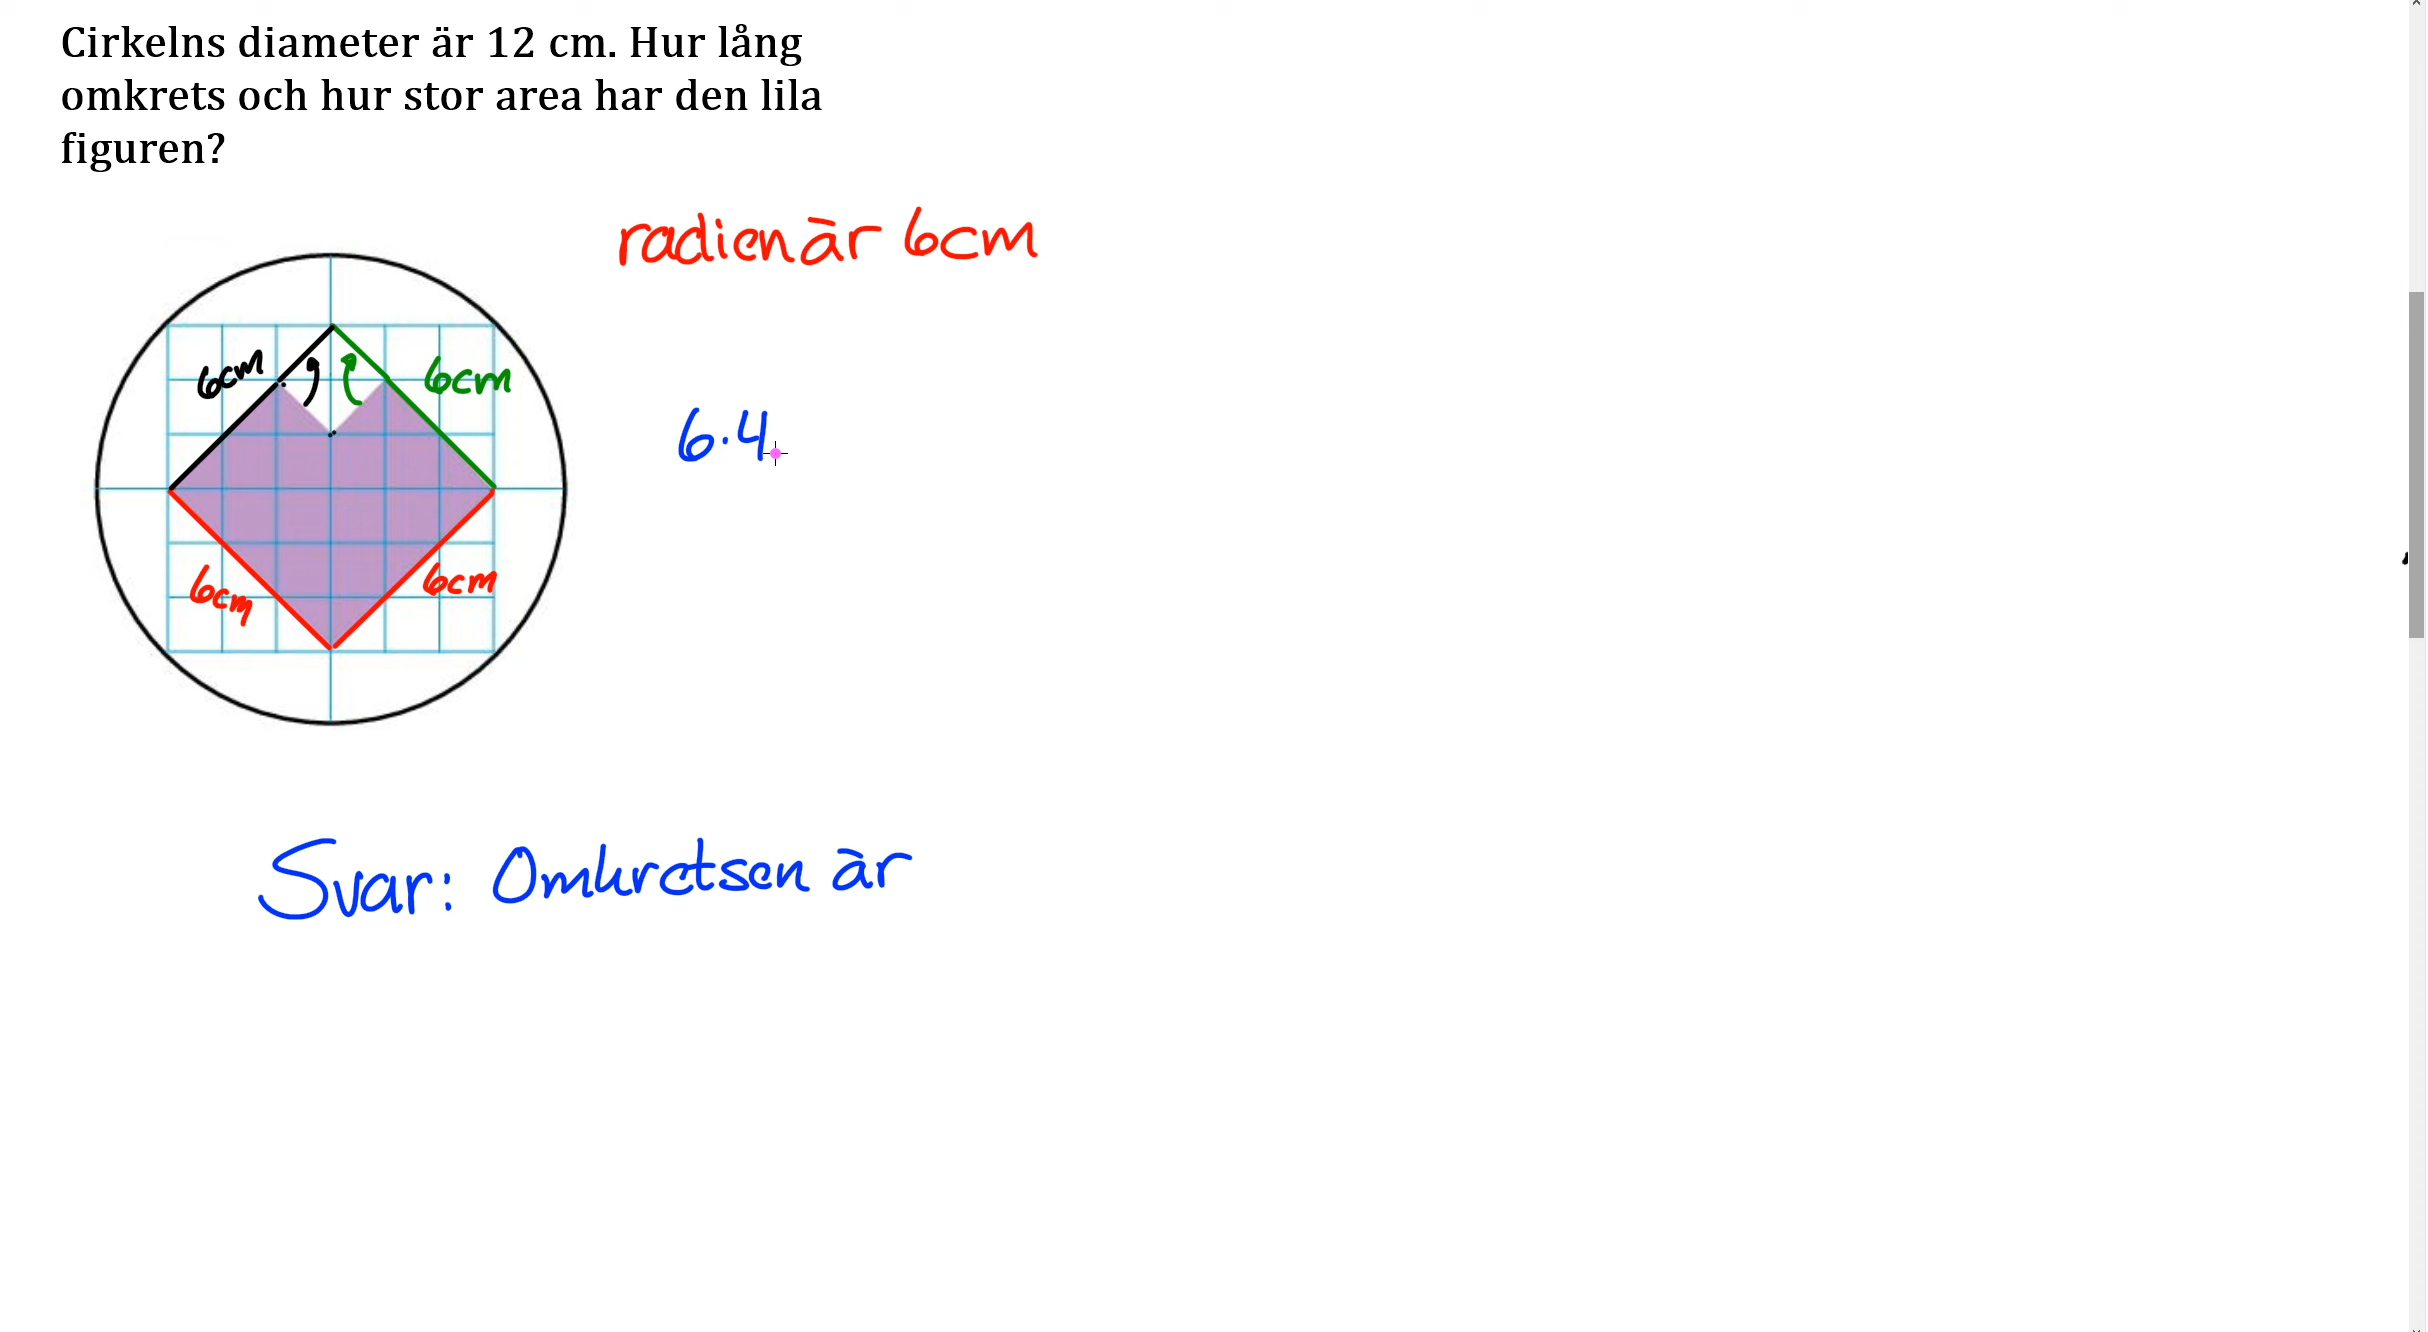 Cirkelns diameter är 12 cm. Hur lång
omkrets och hur stor area har den lila
figuren?
radien är 6cm
6cm
6cm
6·4
6cm
6cm
Svar: Omkretsen är